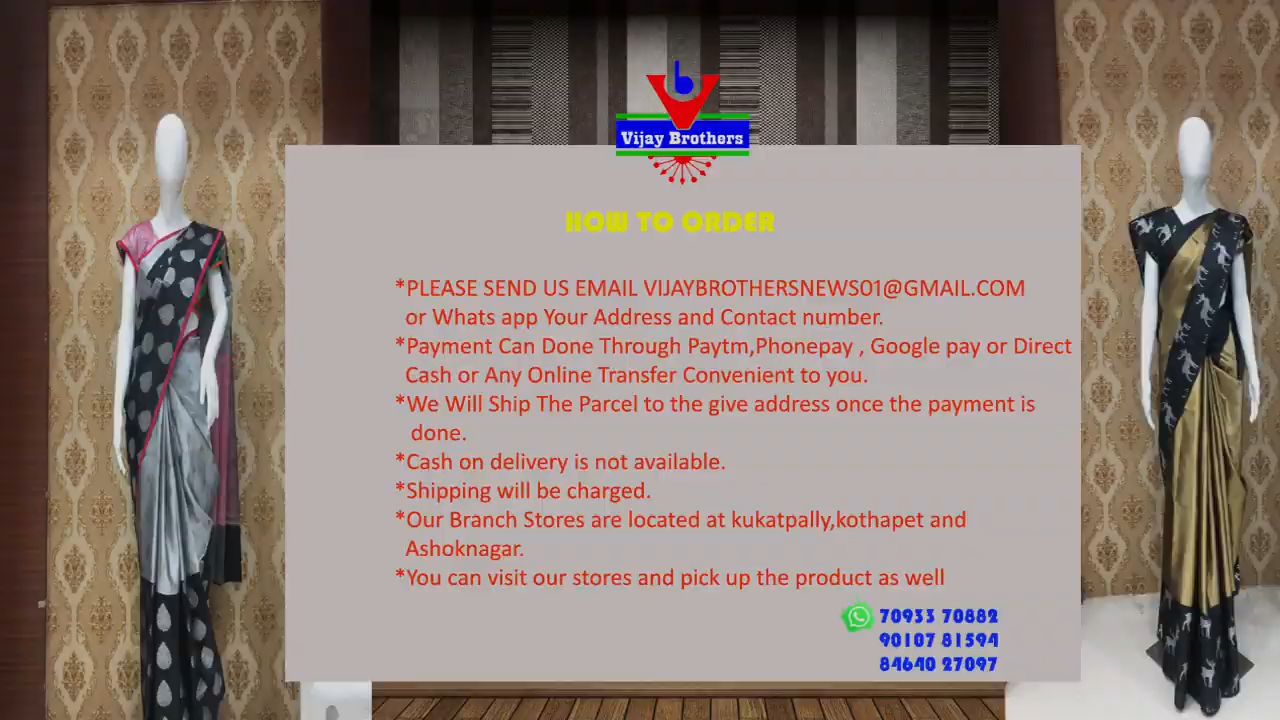 b
Vijay Brothers
HOW TO ORDER
*PLEASE SEND US EMAIL VIJAYBROTHERSNEWS01@GMAIL.COM
or Whats app Your Address and Contact number.
*Payment Can Done Through Paytm,Phonepay , Google pay or Direct
Cash or Any Online Transfer Convenient to you.
*We Will Ship The Parcel to the give address once the payment is
done.
*Cash on delivery is not available.
*Shipping will be charged.
*Our Branch Stores are located at kukatpally,kothapet and
Ashoknagar.
*You can visit our stores and pick up the product as well
70933 70882
90107 81594
84640 27097